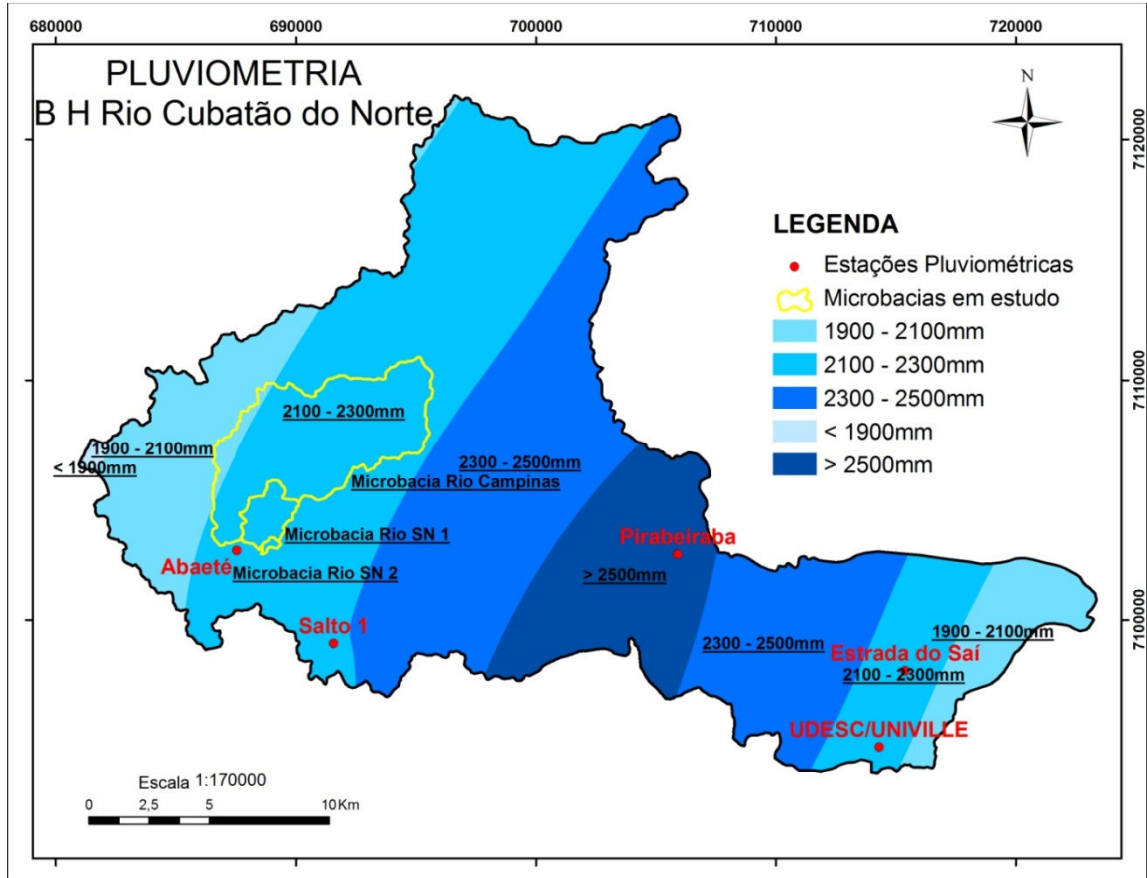 680000 690000 700000 710000 720000
PLUVIOMETRIA
B H Rio Cubatão do Norte
N
7120000
7110000
7100000
LEGENDA
Estações Pluviométricas
Microbacias em estudo
1900 - 2100mm
2100 - 2300mm
2300 - 2500mm
< 1900mm
> 2500mm
2100 - 2300mm
1900 - 2100mm
< 1900mm
2300 - 2500mm
Microbacia Rio Campinas
Microbacia Rio SN 1
Pirabeiraba
Abaeté
Microbacia Rio SN 2
> 2500mm
Salto 1
1900 - 2100mm
2300 - 2500mm
Estrada do Saí
2100 - 2300mm
UDESC/UNIVILLE
Escala 1:170000
0 2,5 5 10 Km